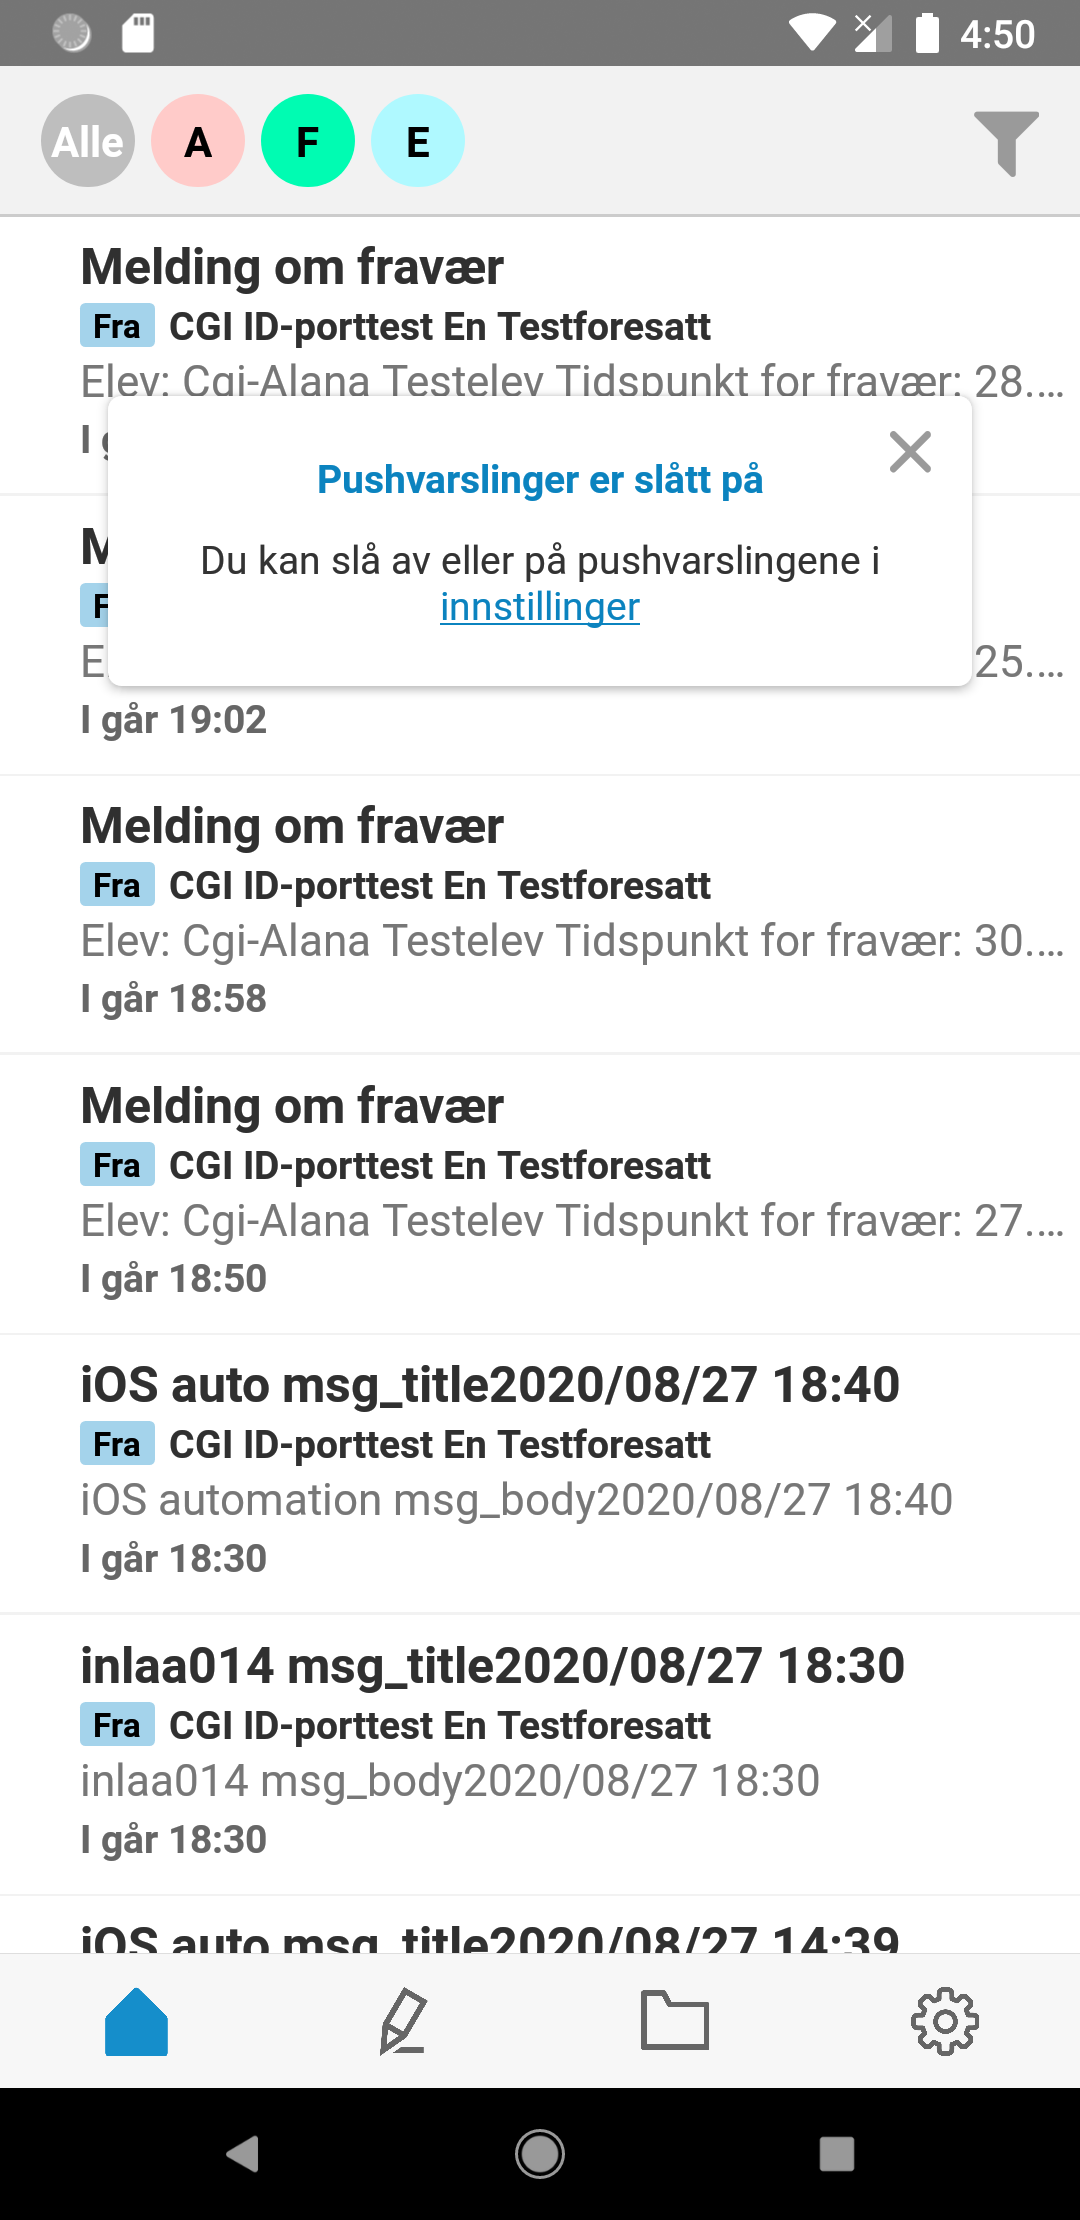 4:50
Alle A F E
Melding om fravær
Fra CGI ID-porttest En Testforesatt
Elev: Cgi-Alana Testelev Tidspunkt for fravær: 28....
Pushvarslinger er slått på
Du kan slå av eller på pushvarslingene i
innstillinger
25....
I går 19:02
Melding om fravær
Fra CGI ID-porttest En Testforesatt
Elev: Cgi-Alana Testelev Tidspunkt for fravær: 30....
I går 18:58
Melding om fravær
Fra CGI ID-porttest En Testforesatt
Elev: Cgi-Alana Testelev Tidspunkt for fravær: 27....
I går 18:50
iOS auto msg_title2020/08/27 18:40
Fra CGI ID-porttest En Testforesatt
iOS automation msg_body2020/08/27 18:40
I går 18:30
inlaa014 msg_title2020/08/27 18:30
Fra CGI ID-porttest En Testforesatt
inlaa014 msg_body2020/08/27 18:30
I går 18:30
iOS auto msg_title2020/08/27 14:39